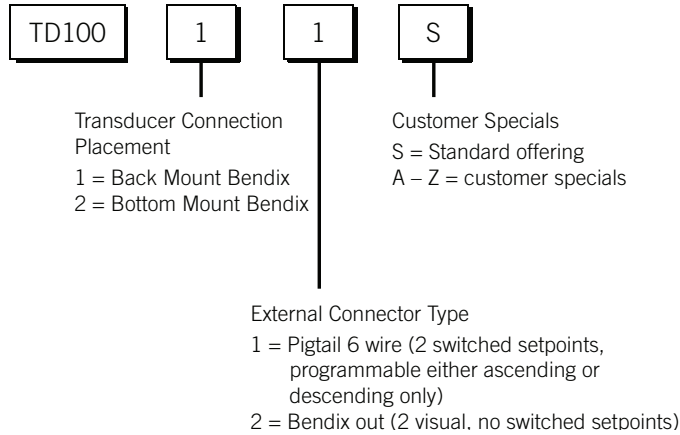 TD100 1 1 S
Transducer Connection
Placement
1 = Back Mount Bendix
2 = Bottom Mount Bendix
Customer Specials
S = Standard offering
A – Z = customer specials
External Connector Type
1 = Pigtail 6 wire (2 switched setpoints,
programmable either ascending or
descending only)
2 = Bendix out (2 visual, no switched setpoints)